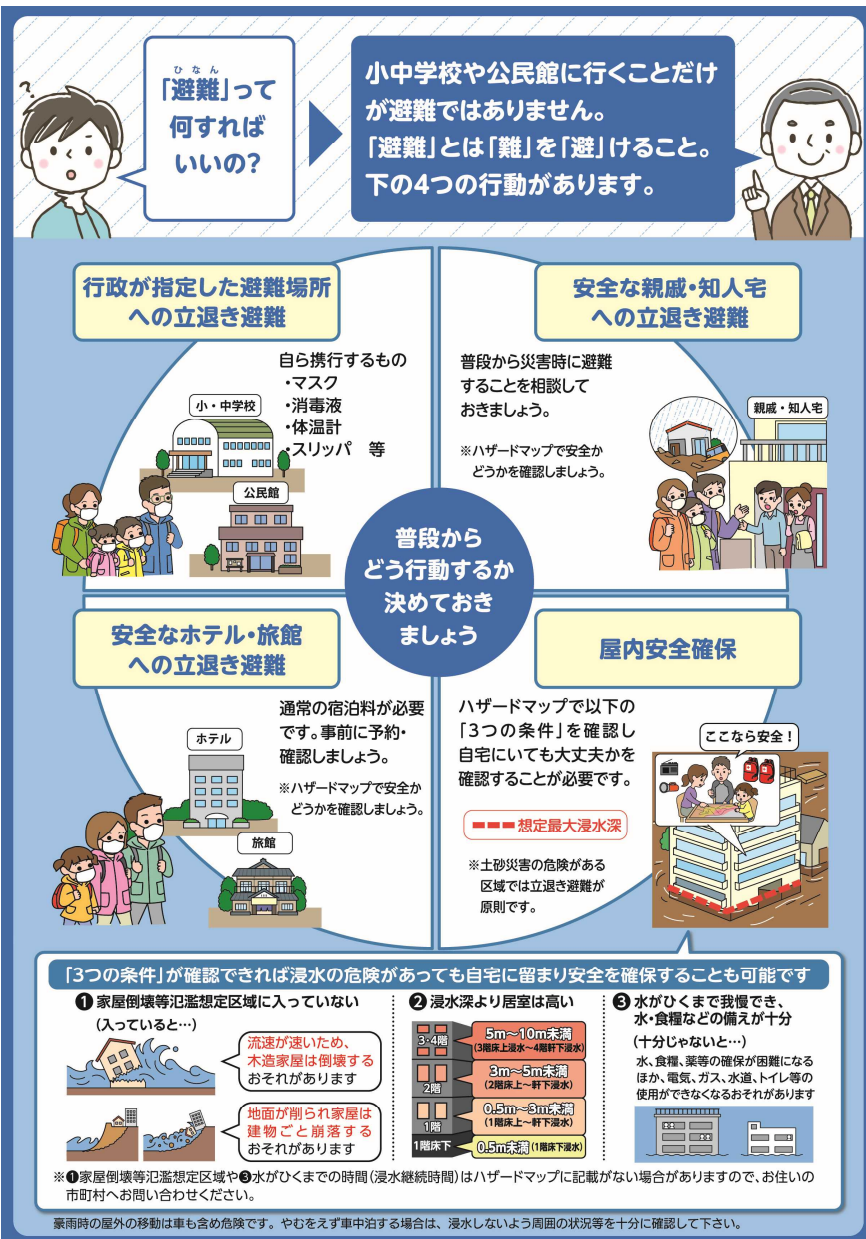 ひなん
「避難」って
何すれば
いいの?
小中学校や公民館に行くことだけ
が避難ではありません。
「避難」とは「難」を「避」けること。
下の4つの行動があります。
行政が指定した避難場所
への立退き避難
自ら携行するもの
・マスク
・消毒液
・体温計
・スリッパ 等
小・中学校
公民館
安全な親戚・知人宅
への立退き避難
普段から災害時に避難
することを相談して
おきましょう。
※ハザードマップで安全か
どうかを確認しましょう。
親戚・知人宅
普段から
どう行動するか
決めておき
ましょう
安全なホテル・旅館
への立退き避難
通常の宿泊料が必要
です。事前に予約・
確認しましょう。
※ハザードマップで安全か
どうかを確認しましょう。
ホテル
旅館
屋内安全確保
ハザードマップで以下の
「3つの条件」を確認し
自宅にいても大丈夫かを
確認することが必要です。
想定最大浸水深
※土砂災害の危険がある
区域では立退き避難が
原則です。
ここなら安全!
「3つの条件」が確認できれば浸水の危険があっても自宅に留まり安全を確保することも可能です
❶ 家屋倒壊等氾濫想定区域に入っていない
(入っていると…)
流速が速いため、
木造家屋は倒壊する
おそれがあります
地面が削られ家屋は
建物ごと崩落する
おそれがあります
❷ 浸水深より居室は高い
3・4階
5m〜10m未満
(3階床上浸水〜4階軒下浸水)
2階
3m〜5m未満
(2階床上〜軒下浸水)
1階
0.5m〜3m未満
(1階床上〜軒下浸水)
1階床下
0.5m未満(1階床下浸水)
❸ 水がひくまで我慢でき、
水・食糧などの備えが十分
(十分じゃないと…)
水、食糧、薬等の確保が困難になる
ほか、電気、ガス、水道、トイレ等の
使用ができなくなるおそれがあります
※❶家屋倒壊等氾濫想定区域や❸水がひくまでの時間(浸水継続時間)はハザードマップに記載がない場合がありますので、お住いの
市町村へお問い合わせください。
豪雨時の屋外の移動は車も含め危険です。やむをえず車中泊する場合は、浸水しないよう周囲の状況等を十分に確認して下さい。